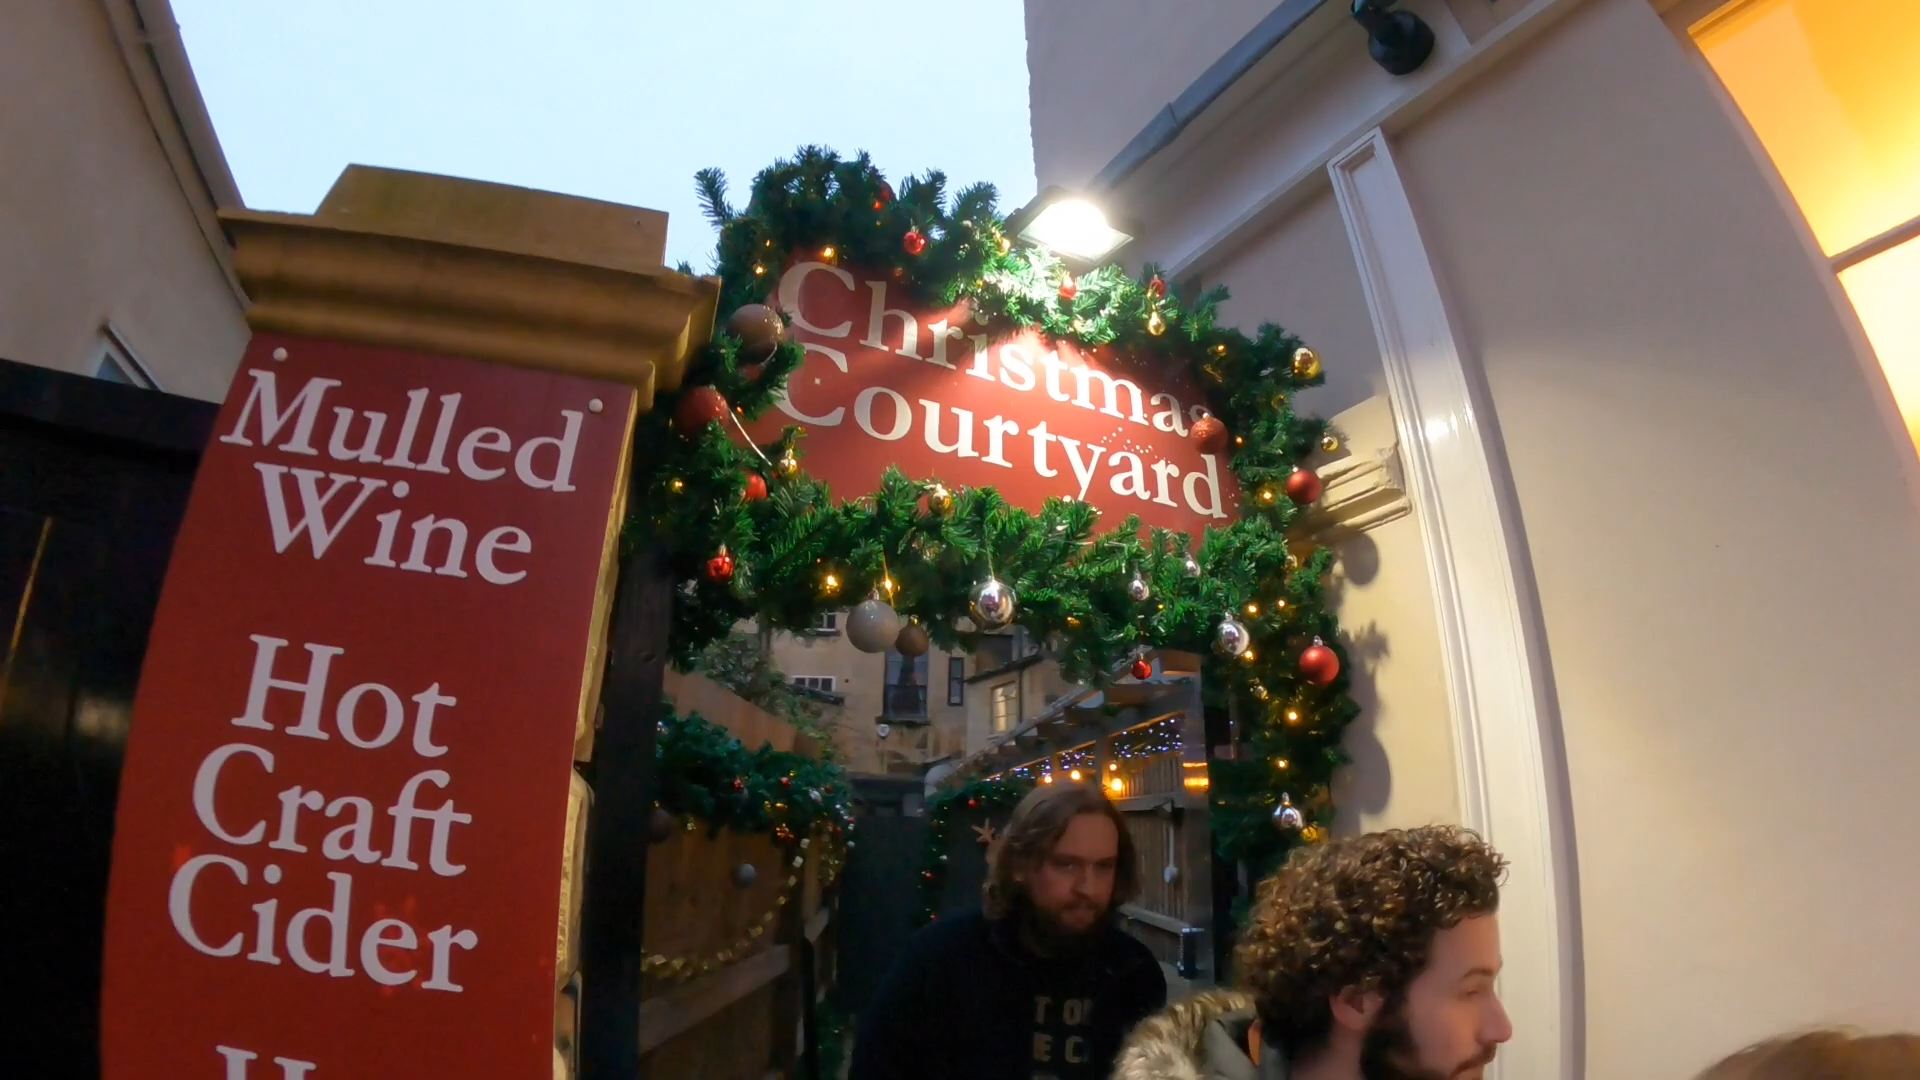 Christmas
Courtyard
Mulled
Wine
Hot
Craft
Cider